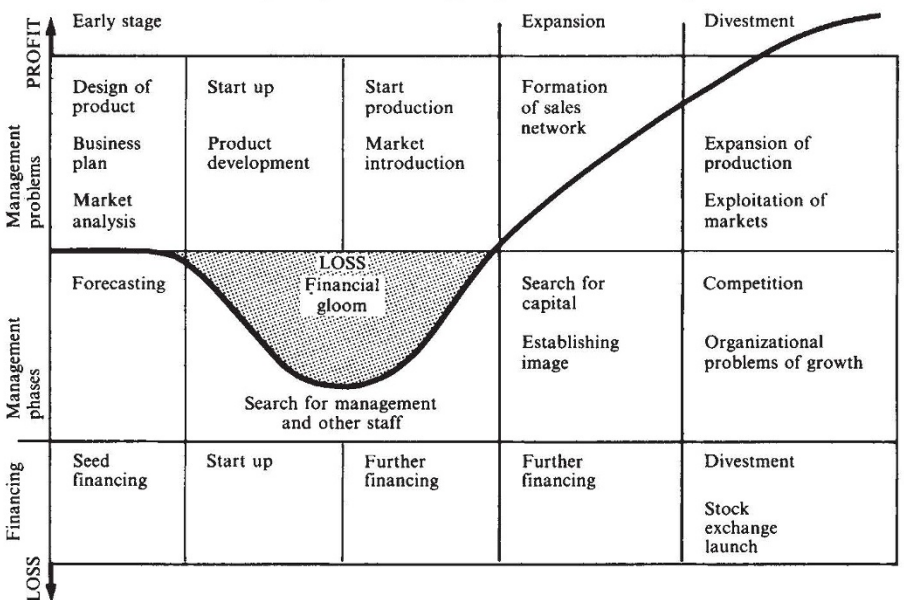 Early stage
Expansion
Divestment
PROFIT
Management
problems
Design of
product
Business
plan
Market
analysis
Start up
Product
development
Start
production
Market
introduction
Formation
of sales
network
Expansion of
production
Exploitation of
markets
Management
phases
Forecasting
LOSS
Financial
gloom
Search for management
and other staff
Search for
capital
Establishing
image
Competition
Organizational
problems of growth
Financing
Seed
financing
Start up
Further
financing
Further
financing
Divestment
Stock
exchange
launch
LOSS